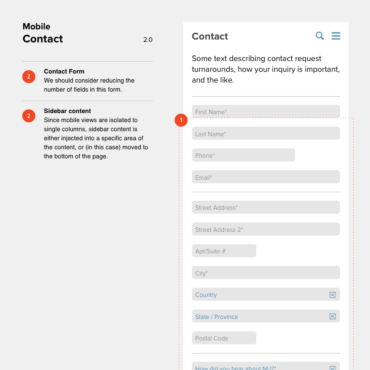 Mobile
Contact
2.0
2
Contact Form
We should consider reducing the
number of fields in this form.
2
Sidebar content
Since mobile views are isolated to
single columns, sidebar content is
either injected into a specific area of
the content, or (in this case) moved to
the bottom of the page.
Contact
Some text describing contact request
turnarounds, how your inquiry is important,
and the like.
1
First Name*
Last Name*
Phone*
Email*
Street Address*
Street Address 2*
Apt/Suite #
City*
Country
State / Province
Postal Code
How did you hear about